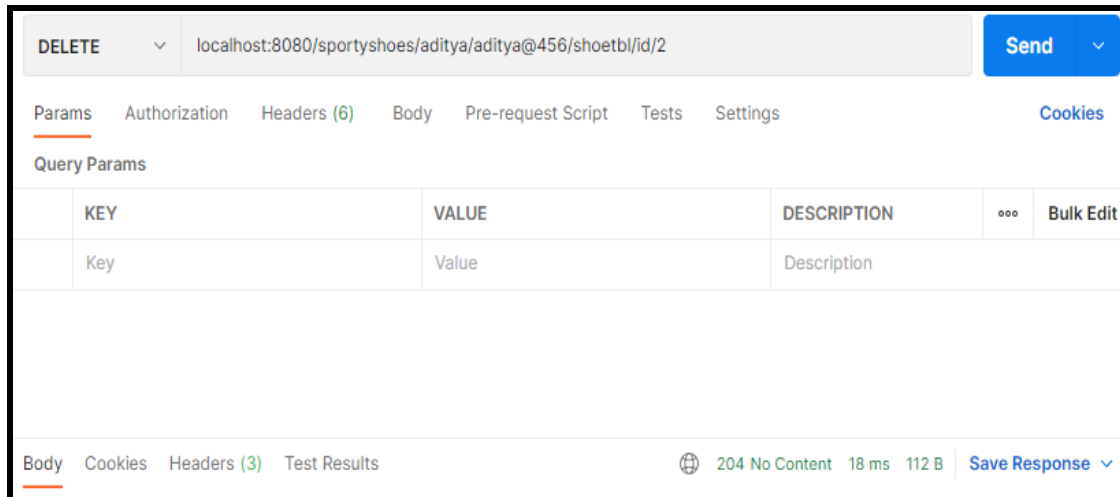 DELETE localhost:8080/sportyshoes/aditya/aditya@456/shoetbl/id/2 Send
Params Authorization Headers (6) Body Pre-request Script Tests Settings Cookies
Query Params
KEY VALUE DESCRIPTION ooo Bulk Edit
Key Value Description
Body Cookies Headers (3) Test Results 204 No Content 18 ms 112 B Save Response